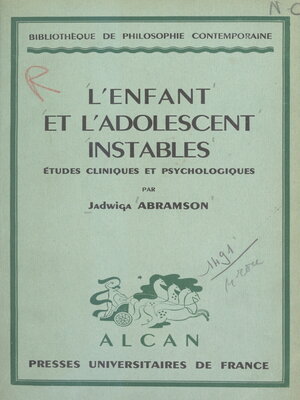 N C
R
BIBLIOTHÈQUE DE PHILOSOPHIE CONTEMPORAINE
L'ENFANT
ET L'ADOLESCENT
INSTABLES
ÉTUDES CLINIQUES ET PSYCHOLOGIQUES
PAR
Jadwiga ABRAMSON
1491
ALCAN
PRESSES UNIVERSITAIRES DE FRANCE